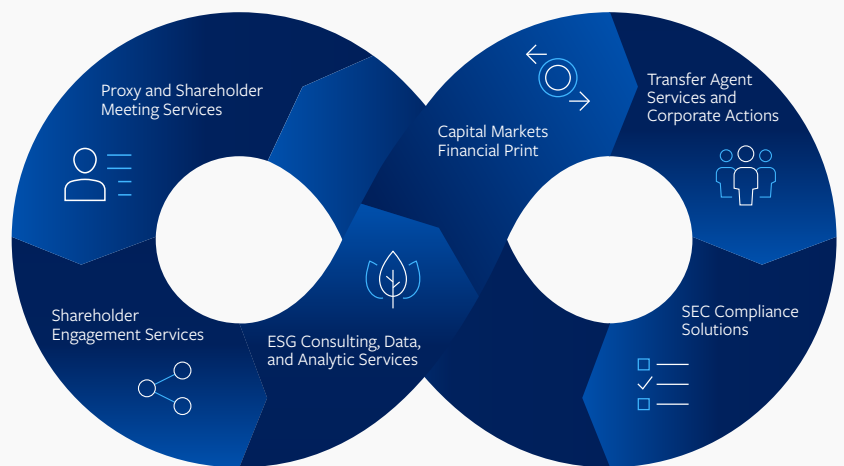 Proxy and Shareholder
Meeting Services
Capital Markets
Financial Print
Transfer Agent
Services and
Corporate Actions
Shareholder
Engagement Services
ESG Consulting, Data,
and Analytic Services
SEC Compliance
Solutions